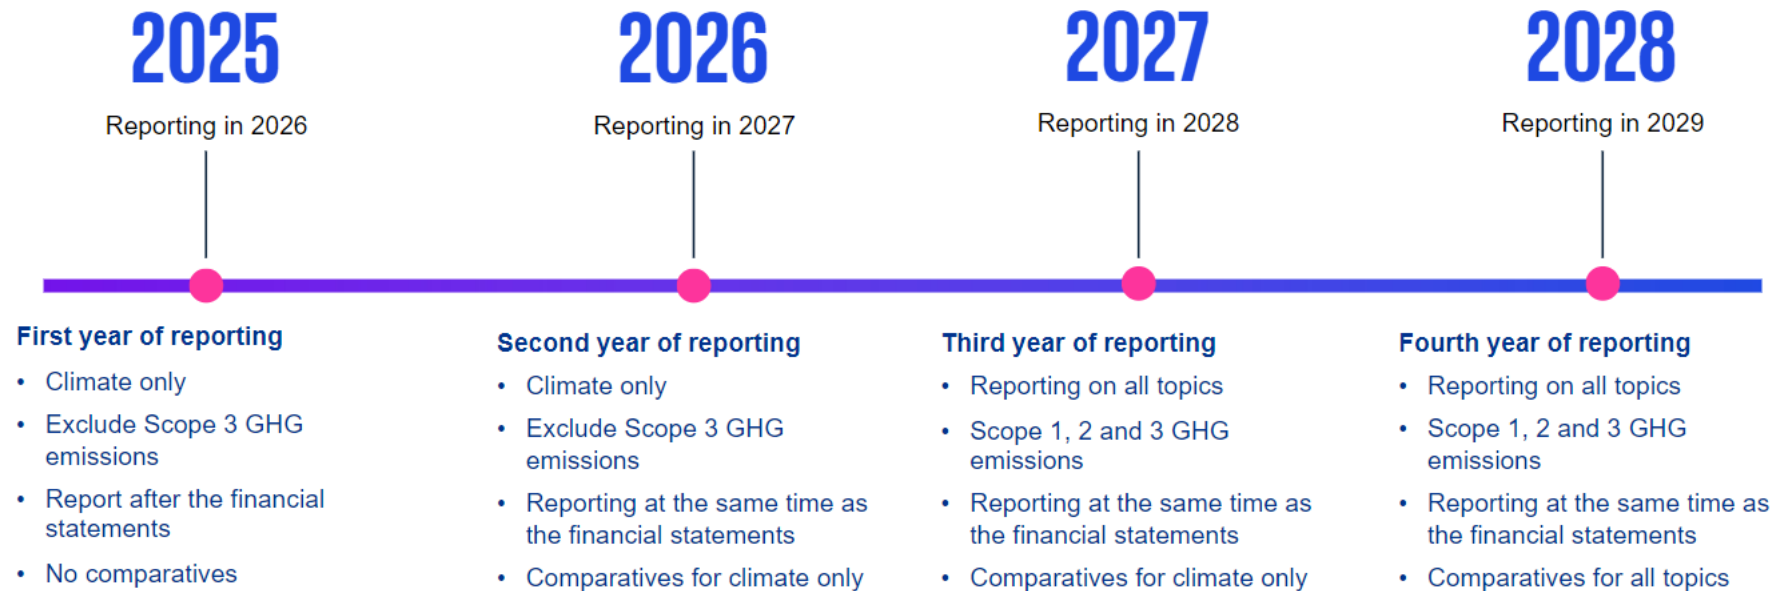 2025
Reporting in 2026
First year of reporting
• Climate only
• Exclude Scope 3 GHG
emissions
• Report after the financial
statements
• No comparatives
2026
Reporting in 2027
Second year of reporting
• Climate only
• Exclude Scope 3 GHG
emissions
• Reporting at the same time as
the financial statements
• Comparatives for climate only
2027
Reporting in 2028
Third year of reporting
• Reporting on all topics
• Scope 1, 2 and 3 GHG
emissions
• Reporting at the same time as
the financial statements
• Comparatives for climate only
2028
Reporting in 2029
Fourth year of reporting
• Reporting on all topics
• Scope 1, 2 and 3 GHG
emissions
• Reporting at the same time as
the financial statements
• Comparatives for all topics